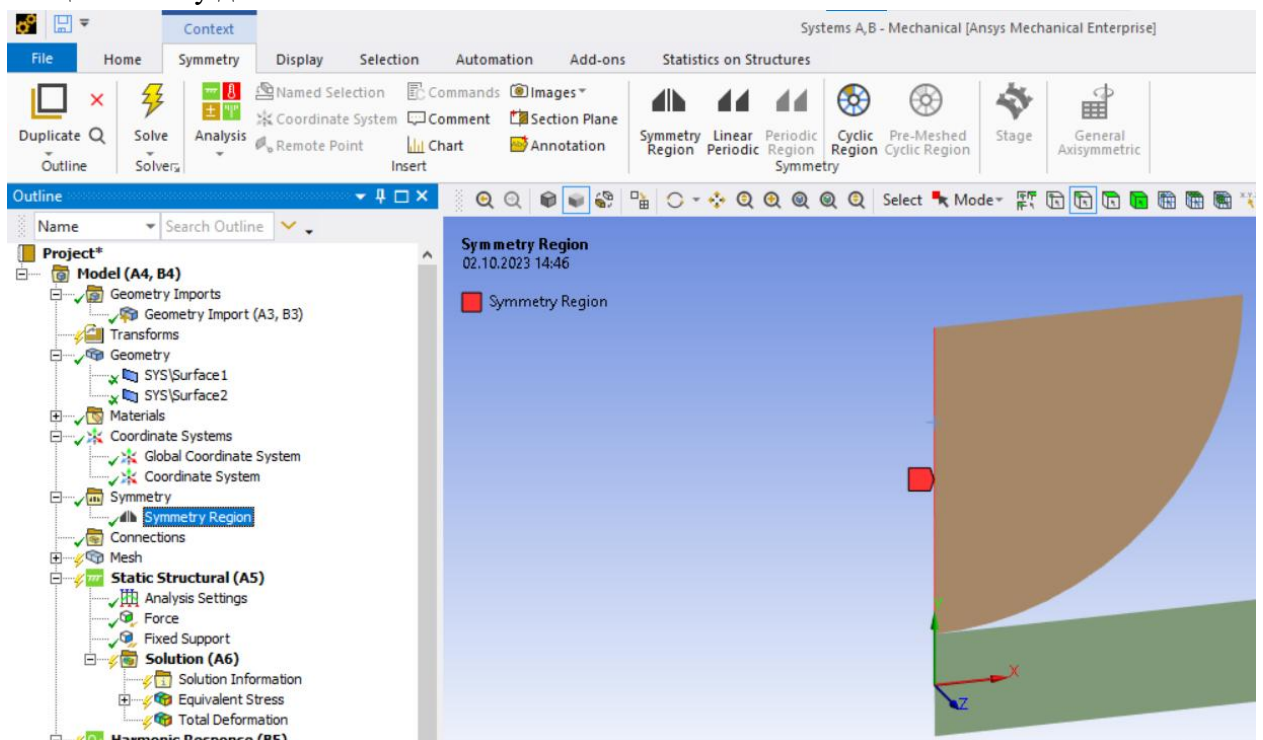 Context
Systems A,B - Mechanical [Ansys Mechanical Enterprise]
File Home Symmetry Display Selection Automation Add-ons Statistics on Structures
Duplicate
Outline
Solve
Solvers
Analysis
Named Selection Commands Images
Coordinate System Comment Section Plane
Remote Point Chart Annotation
Insert
Symmetry Region
Linear Periodic
Periodic Region
Cyclic Region
Pre-Meshed Cyclic Region
Symmetry
Stage
General Axisymmetric
Outline
Name Search Outline
Select Mode
Project*
Model (A4, B4)
Geometry Imports
Geometry Import (A3, B3)
Transforms
Geometry
SYS\Surface1
SYS\Surface2
Materials
Coordinate Systems
Global Coordinate System
Coordinate System
Symmetry
Symmetry Region
Connections
Mesh
Static Structural (A5)
Analysis Settings
Force
Fixed Support
Solution (A6)
Solution Information
Equivalent Stress
Total Deformation
Harmonic Response (B5)
Symmetry Region
02.10.2023 14:46
Symmetry Region
X
Z